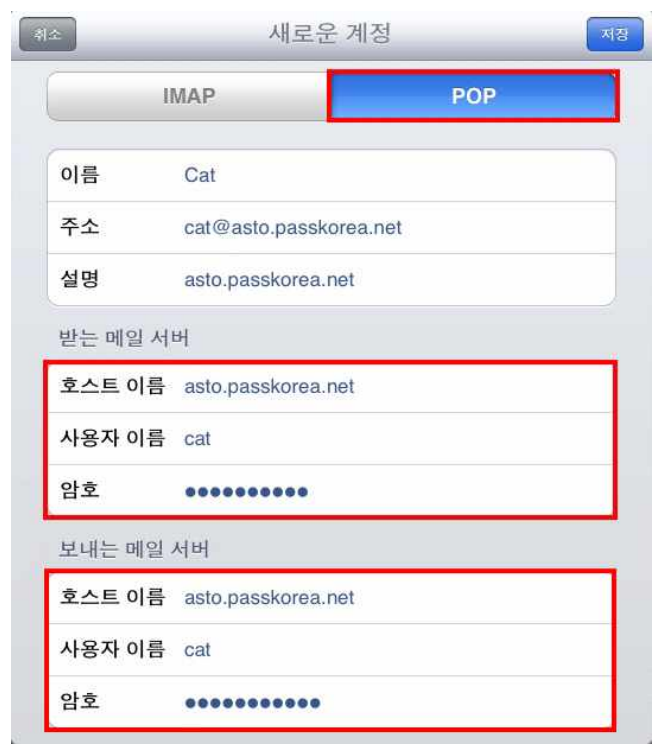 취소 새로운 계정 저장
IMAP POP
이름 Cat
주소 cat@asto.passkorea.net
설명 asto.passkorea.net
받는 메일 서버
호스트 이름 asto.passkorea.net
사용자 이름 cat
암호 ●●●●●●●●●●
보내는 메일 서버
호스트 이름 asto.passkorea.net
사용자 이름 cat
암호 ●●●●●●●●●●●